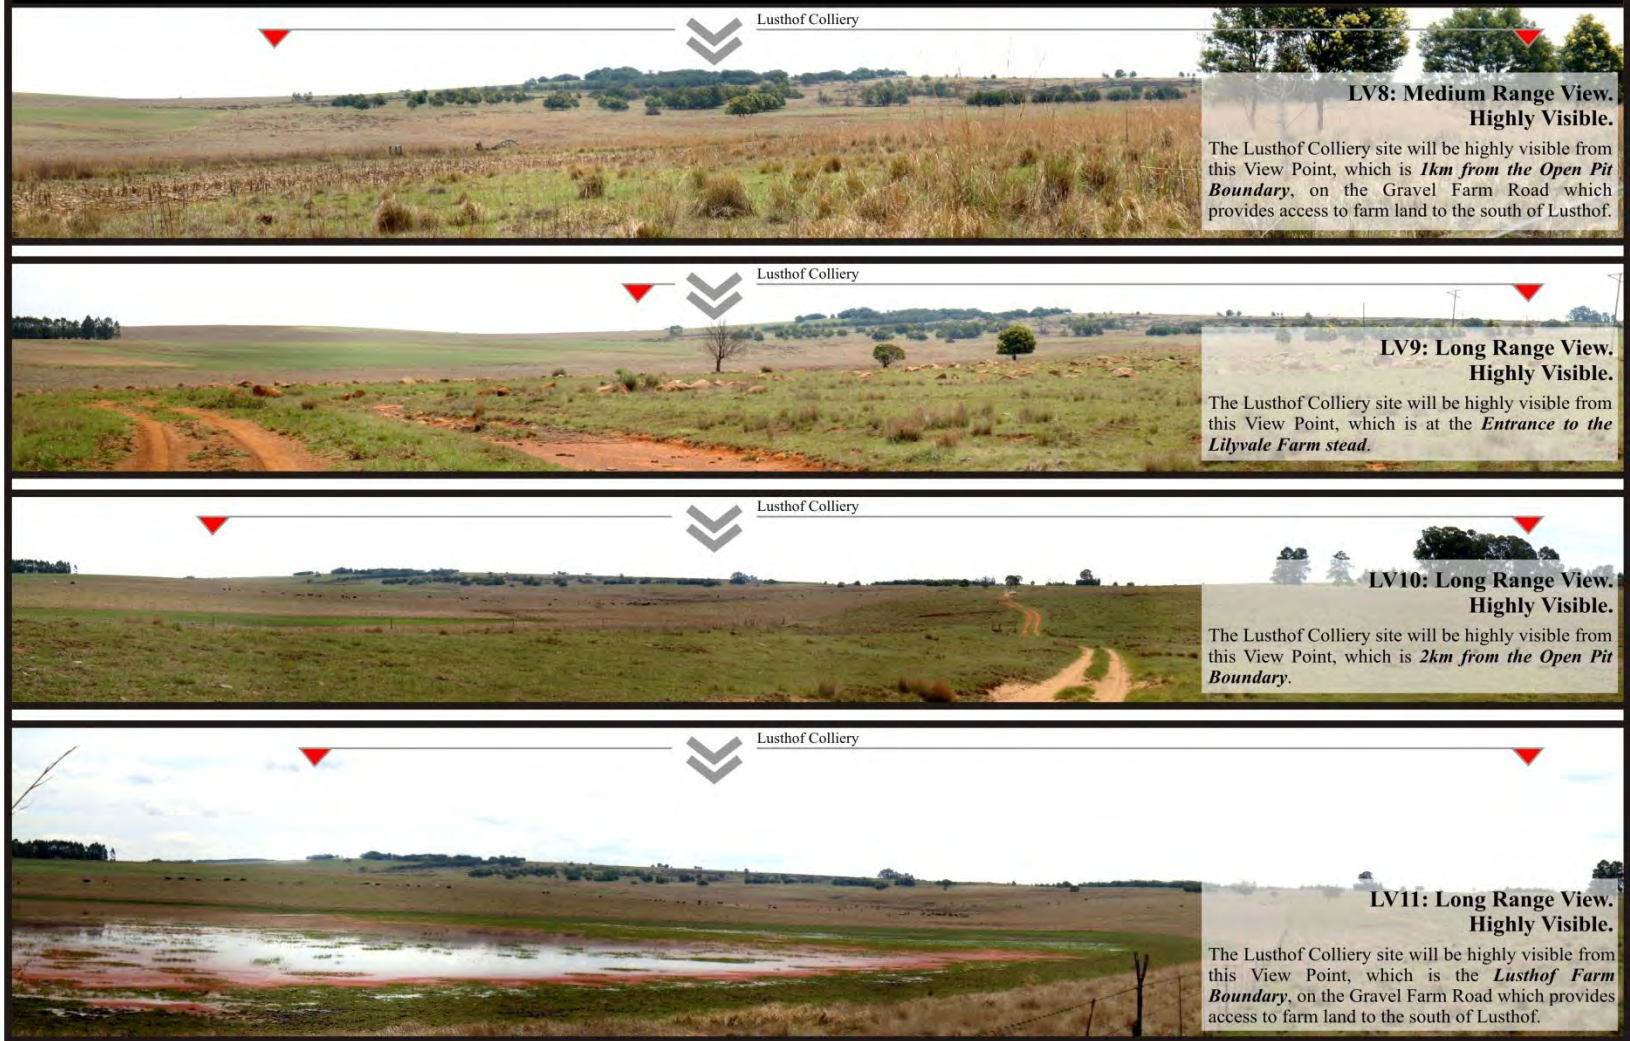 Lusthof Colliery
LV8: Medium Range View.
Highly Visible.
The Lusthof Colliery site will be highly visible from
this View Point, which is 1km from the Open Pit
Boundary, on the Gravel Farm Road which
provides access to farm land to the south of Lusthof.
Lusthof Colliery
LV9: Long Range View.
Highly Visible.
The Lusthof Colliery site will be highly visible from
this View Point, which is at the Entrance to the
Lilyvale Farm stead.
Lusthof Colliery
LV10: Long Range View.
Highly Visible.
The Lusthof Colliery site will be highly visible from
this View Point, which is 2km from the Open Pit
Boundary.
Lusthof Colliery
LV11: Long Range View.
Highly Visible.
The Lusthof Colliery site will be highly visible from
this View Point, which is the Lusthof Farm
Boundary, on the Gravel Farm Road which provides
access to farm land to the south of Lusthof.